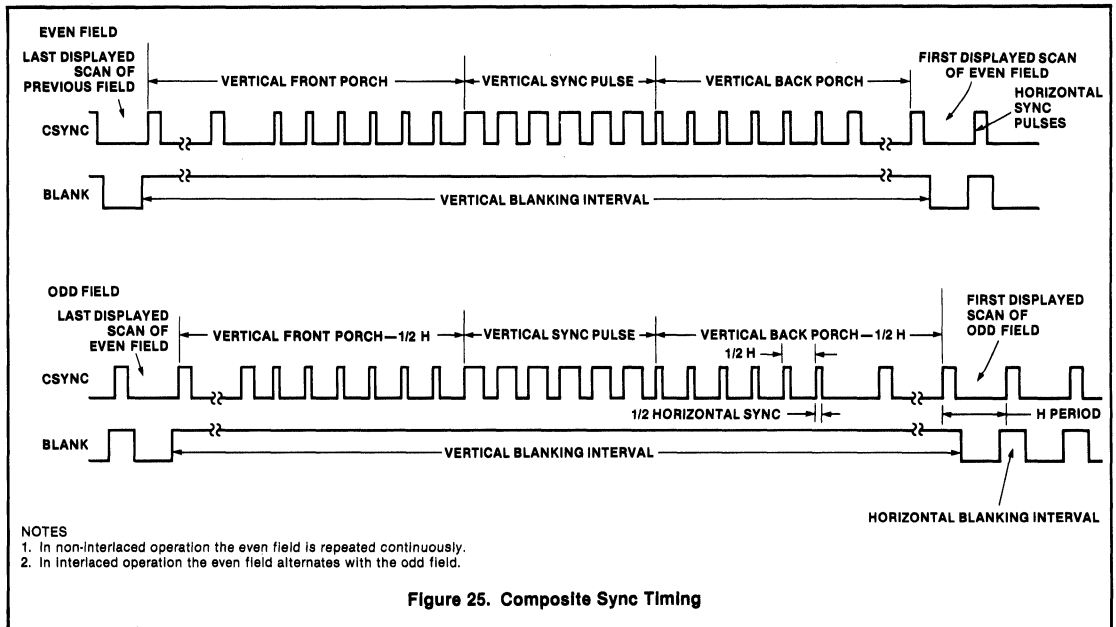 EVEN FIELD
LAST DISPLAYED
SCAN OF
PREVIOUS FIELD
VERTICAL FRONT PORCH
VERTICAL SYNC PULSE
VERTICAL BACK PORCH
FIRST DISPLAYED SCAN
OF EVEN FIELD
HORIZONTAL
SYNC
PULSES
CSYNC
BLANK
VERTICAL BLANKING INTERVAL
ODD FIELD
LAST DISPLAYED
SCAN OF
EVEN FIELD
VERTICAL FRONT PORCH—1/2 H
VERTICAL SYNC PULSE
VERTICAL BACK PORCH—1/2 H
FIRST DISPLAYED
SCAN OF
ODD FIELD
1/2 H
CSYNC
1/2 HORIZONTAL SYNC
H PERIOD
BLANK
VERTICAL BLANKING INTERVAL
HORIZONTAL BLANKING INTERVAL
NOTES
1. In non-interlaced operation the even field is repeated continuously.
2. In interlaced operation the even field alternates with the odd field.
Figure 25. Composite Sync Timing